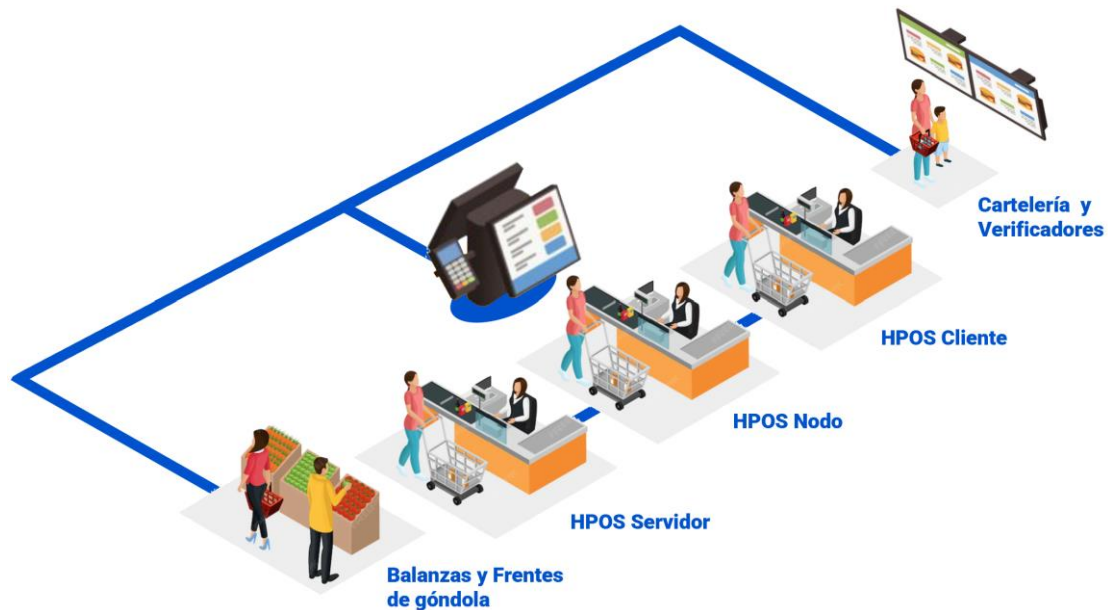 Cartelería y
Verificadores
HPOS Cliente
HPOS Nodo
HPOS Servidor
Balanzas y Frentes
de góndola